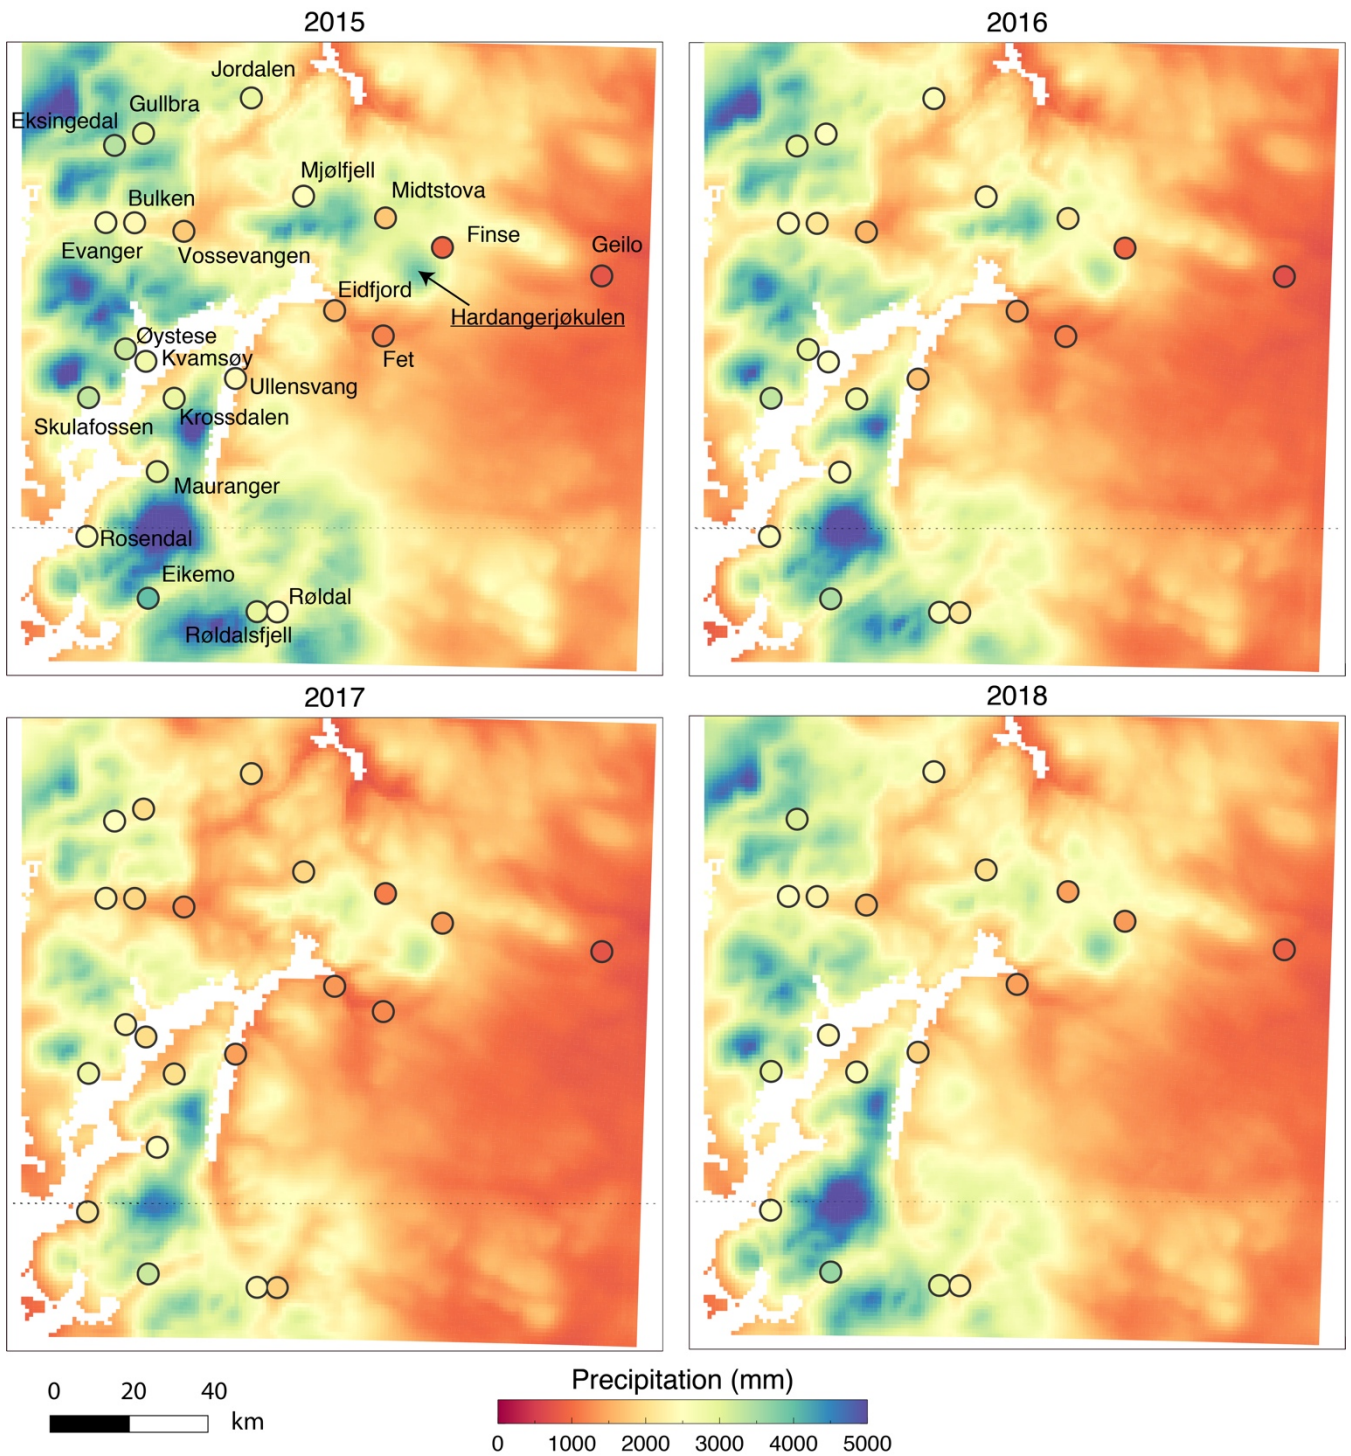 2015
2016
Jordalen
Gullbra
Eksingedal
Mjølfjell
Midtstova
Bulken
Finse
Geilo
Evanger
Vossevangen
Eidfjord
Hardangerjøkulen
Øystese
Kvamsøy
Fet
Ullensvang
Krossdalen
Skulafossen
Mauranger
Rosendal
Eikemo
Røldal
Røldalsfjell
2017
2018
0 20 40
km
Precipitation (mm)
0 1000 2000 3000 4000 5000